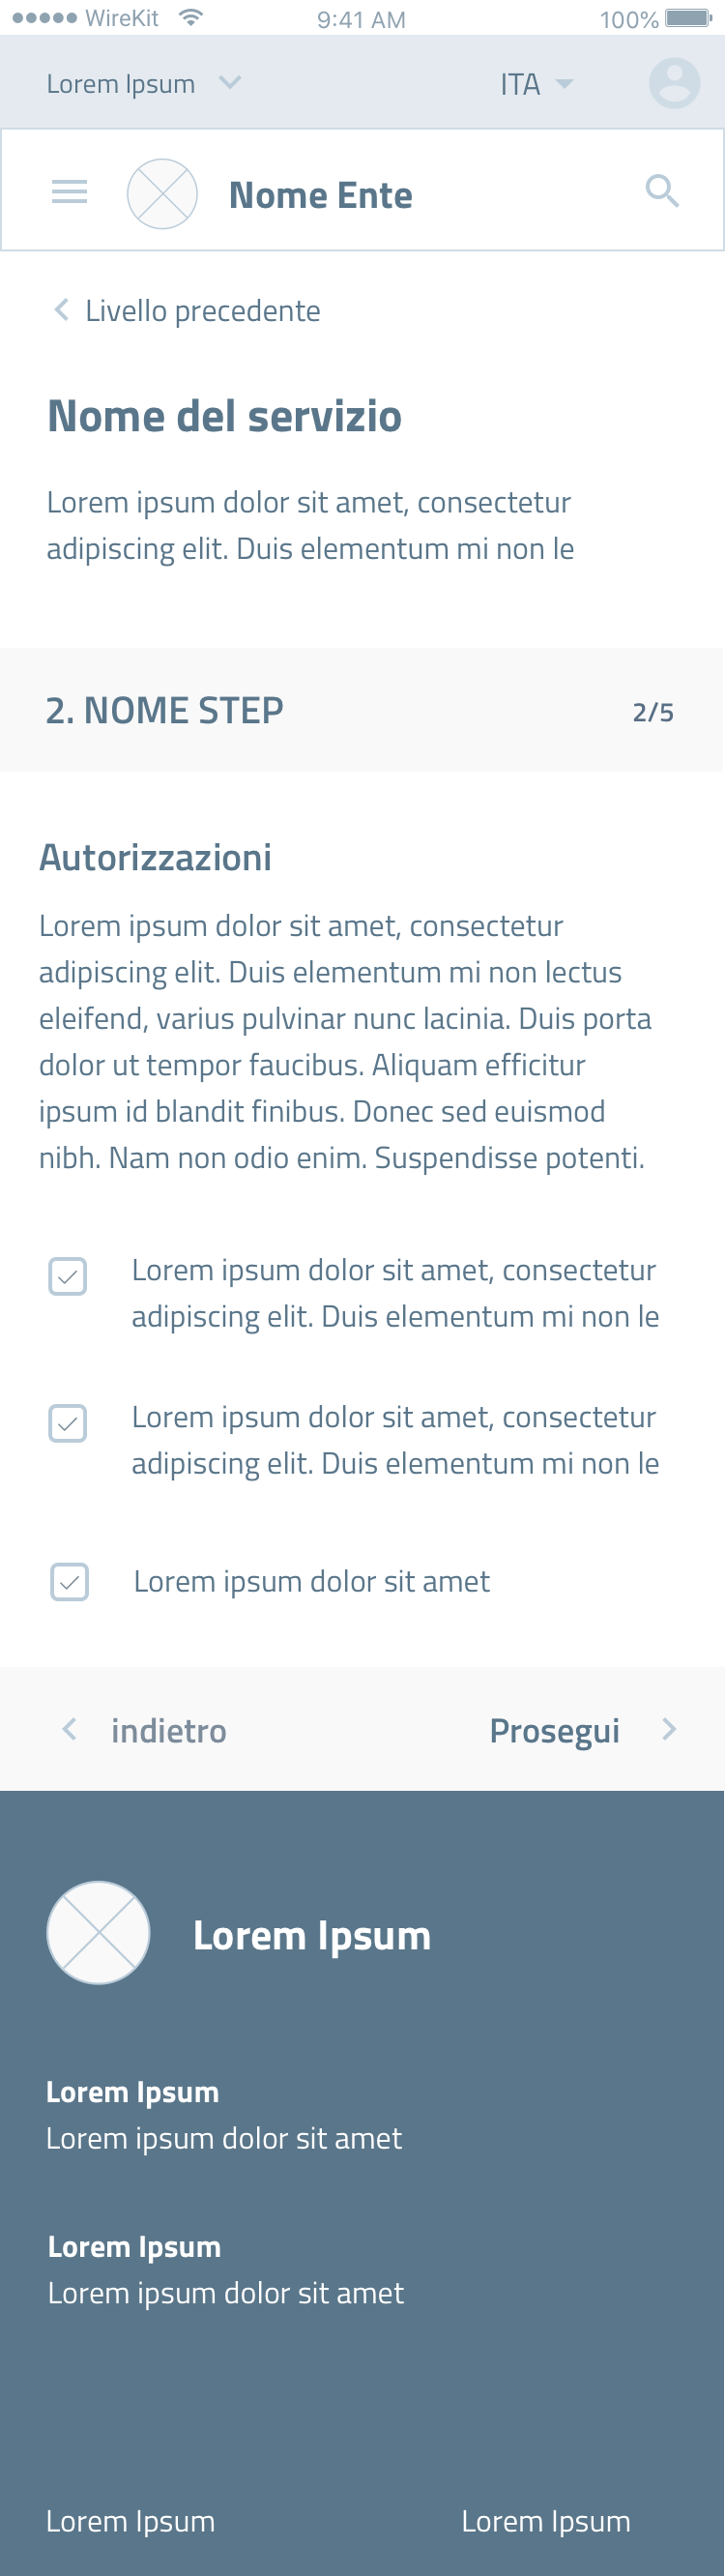 WireKit 9:41 AM 100%
Lorem Ipsum ITA
Nome Ente
Livello precedente
Nome del servizio
Lorem ipsum dolor sit amet, consectetur
adipiscing elit. Duis elementum mi non le
2. NOME STEP 2/5
Autorizzazioni
Lorem ipsum dolor sit amet, consectetur
adipiscing elit. Duis elementum mi non lectus
eleifend, varius pulvinar nunc lacinia. Duis porta
dolor ut tempor faucibus. Aliquam efficitur
ipsum id blandit finibus. Donec sed euismod
nibh. Nam non odio enim. Suspendisse potenti.
Lorem ipsum dolor sit amet, consectetur
adipiscing elit. Duis elementum mi non le
Lorem ipsum dolor sit amet, consectetur
adipiscing elit. Duis elementum mi non le
Lorem ipsum dolor sit amet
indietro Prosegui
Lorem Ipsum
Lorem Ipsum
Lorem ipsum dolor sit amet
Lorem Ipsum
Lorem ipsum dolor sit amet
Lorem Ipsum Lorem Ipsum